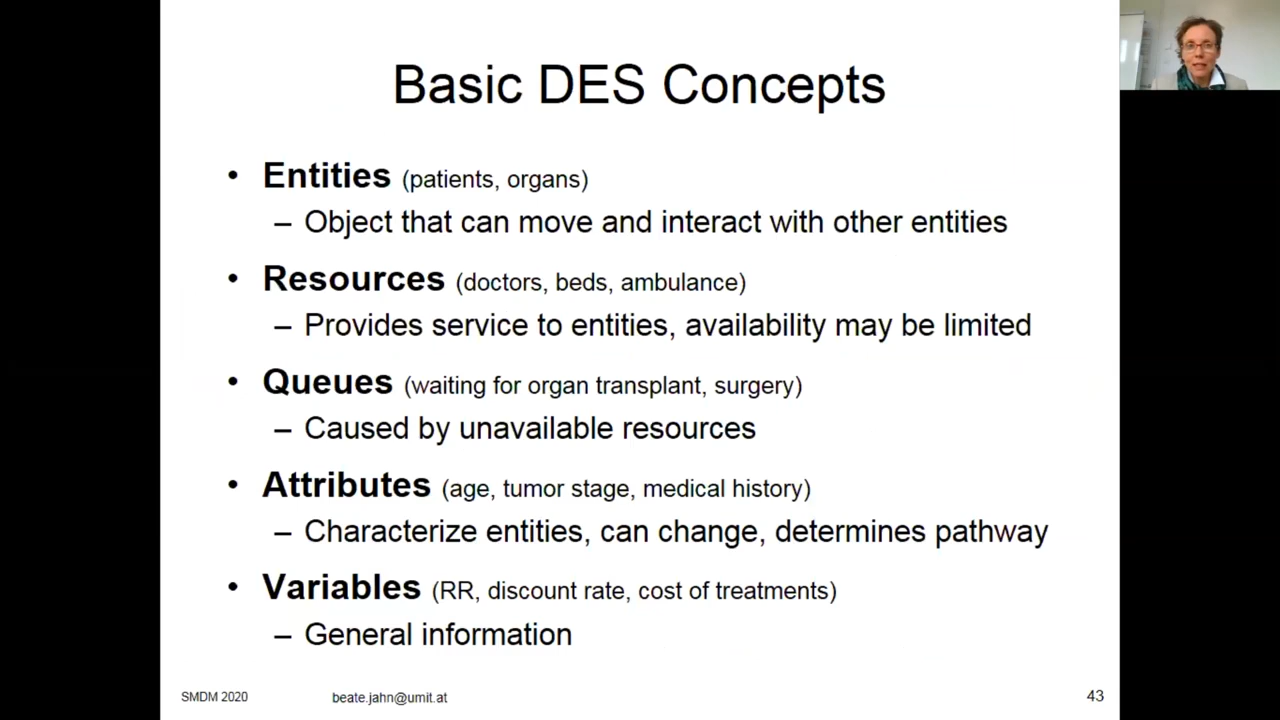 Basic DES Concepts
• Entities (patients, organs)
– Object that can move and interact with other entities
• Resources (doctors, beds, ambulance)
– Provides service to entities, availability may be limited
• Queues (waiting for organ transplant, surgery)
– Caused by unavailable resources
• Attributes (age, tumor stage, medical history)
– Characterize entities, can change, determines pathway
• Variables (RR, discount rate, cost of treatments)
– General information
SMDM 2020 beate.jahn@umit.at 43